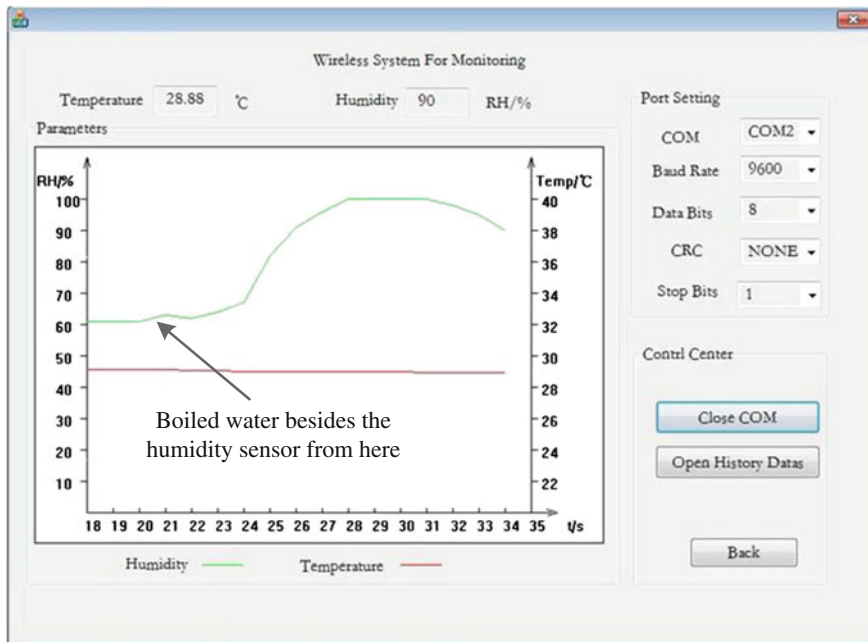 Wireless System For Monitoring
Temperature 28.88 ℃ Humidity 90 RH/%
Parameters
RH/% Temp/℃
100 40
90 38
80 36
70 34
60 32
50 30
40 28
30 26
20 24
10 22
Boiled water besides the
humidity sensor from here
18 19 20 21 22 23 24 25 26 27 28 29 30 31 32 33 34 35 t/s
Humidity Temperature
Port Setting
COM COM2
Baud Rate 9600
Data Bits 8
CRC NONE
Stop Bits 1
Contrl Center
Close COM
Open History Datas
Back